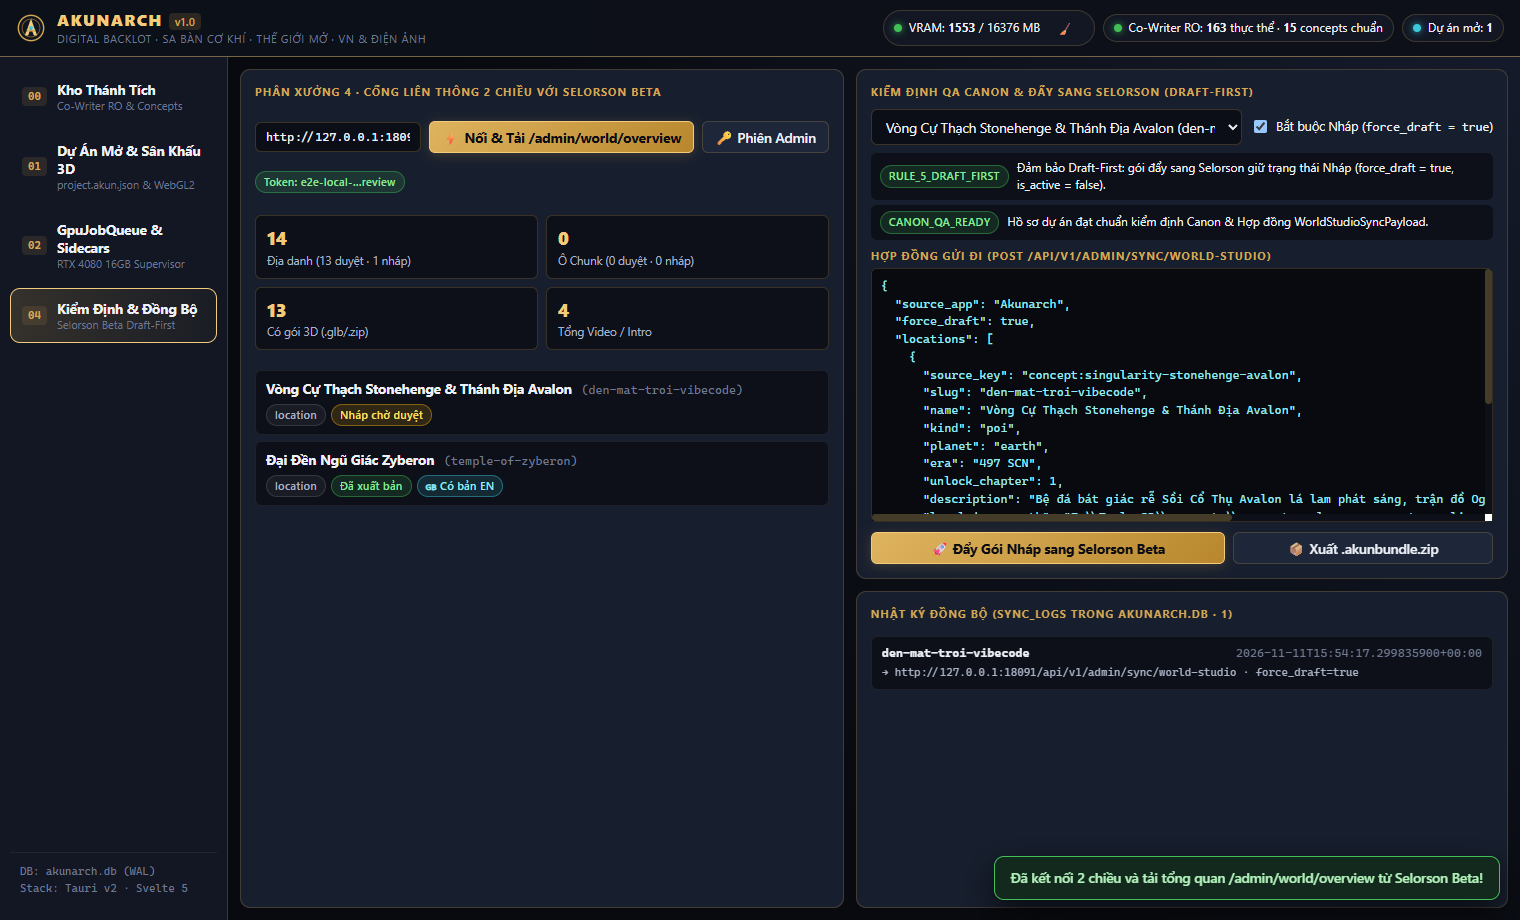 AKUNARCH v1.0
DIGITAL BACKLOT · SA BÀN CƠ KHÍ · THẾ GIỚI MỞ · VN & ĐIỆN ẢNH
VRAM: 1553 / 16376 MB
Co-Writer RO: 163 thực thể · 15 concepts chuẩn
Dự án mở: 1
00
Kho Thánh Tích
Co-Writer RO & Concepts
01
Dự Án Mở & Sân Khấu
3D
project.akun.json & WebGL2
02
GpuJobQueue &
Sidecars
RTX 4080 16GB Supervisor
04
Kiểm Định & Đồng Bộ
Selorson Beta Draft-First
DB: akunarch.db (WAL)
Stack: Tauri v2 · Svelte 5
PHÂN XƯỞNG 4 · CỔNG LIÊN THÔNG 2 CHIỀU VỚI SELORSON BETA
http://127.0.0.1:1809
Nối & Tải /admin/world/overview
Phiên Admin
Token: e2e-local-…review
14
Địa danh (13 duyệt · 1 nháp)
0
Ô Chunk (0 duyệt · 0 nháp)
13
Có gói 3D (.glb/.zip)
4
Tổng Video / Intro
Vòng Cự Thạch Stonehenge & Thánh Địa Avalon (den-mat-troi-vibecode)
location Nháp chờ duyệt
Đại Đền Ngũ Giác Zyberon (temple-of-zyberon)
location Đã xuất bản GB Có bản EN
KIỂM ĐỊNH QA CANON & ĐẨY SANG SELORSON (DRAFT-FIRST)
Vòng Cự Thạch Stonehenge & Thánh Địa Avalon (den-m
Bắt buộc Nháp (force_draft = true)
RULE_5_DRAFT_FIRST
Đảm bảo Draft-First: gói đẩy sang Selorson giữ trạng thái Nháp (force_draft = true,
is_active = false).
CANON_QA_READY
Hồ sơ dự án đạt chuẩn kiểm định Canon & Hợp đồng WorldStudioSyncPayload.
HỢP ĐỒNG GỬI ĐI (POST /API/V1/ADMIN/SYNC/WORLD-STUDIO)
{
"source_app": "Akunarch",
"force_draft": true,
"locations": [
{
"source_key": "concept:singularity-stonehenge-avalon",
"slug": "den-mat-troi-vibecode",
"name": "Vòng Cự Thạch Stonehenge & Thánh Địa Avalon",
"kind": "poi",
"planet": "earth",
"era": "497 SCN",
"unlock_chapter": 1,
"description": "Bệ đá bát giác rễ Sồi Cổ Thụ Avalon lá lam phát sáng, trận đồ Og
Đẩy Gói Nháp sang Selorson Beta
Xuất .akunbundle.zip
NHẬT KÝ ĐỒNG BỘ (SYNC_LOGS TRONG AKUNARCH.DB · 1)
den-mat-troi-vibecode
2026-11-11T15:54:17.299835900+00:00
→ http://127.0.0.1:18091/api/v1/admin/sync/world-studio · force_draft=true
Đã kết nối 2 chiều và tải tổng quan /admin/world/overview từ Selorson Beta!